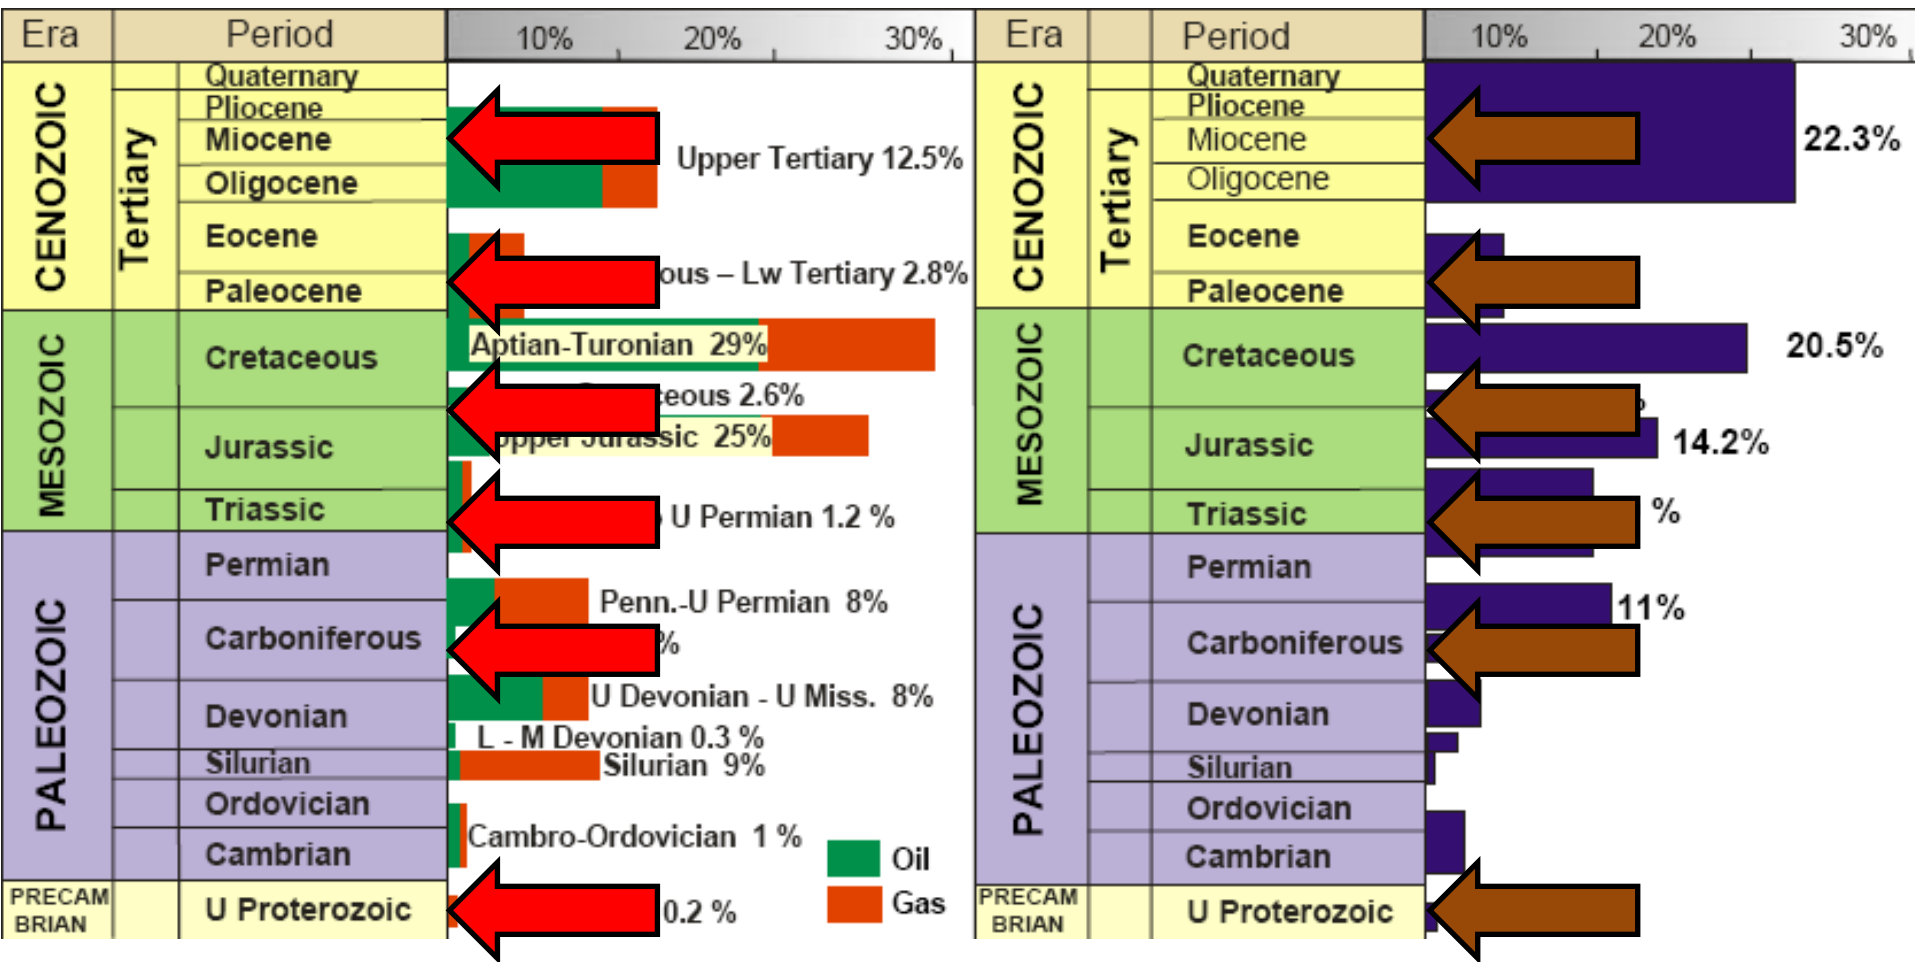 Era Period 10% 20% 30%
CENOZOIC
Tertiary
Quaternary
Pliocene
Miocene
Oligocene
Eocene
Paleocene
MESOZOIC
Cretaceous
Jurassic
Triassic
PALEOZOIC
Permian
Carboniferous
Devonian
Silurian
Ordovician
Cambrian
PRECAM
BRIAN
U Proterozoic
Upper Tertiary 12.5%
ous – Lw Tertiary 2.8%
Aptian-Turonian 29%
ceous 2.6%
Upper Jurassic 25%
U Permian 1.2 %
Penn.-U Permian 8%
%
U Devonian - U Miss. 8%
L - M Devonian 0.3 %
Silurian 9%
Cambro-Ordovician 1 %
0.2 %
Oil
Gas
Era Period 10% 20% 30%
CENOZOIC
Tertiary
Quaternary
Pliocene
Miocene
Oligocene
Eocene
Paleocene
MESOZOIC
Cretaceous
Jurassic
Triassic
PALEOZOIC
Permian
Carboniferous
Devonian
Silurian
Ordovician
Cambrian
PRECAM
BRIAN
U Proterozoic
22.3%
20.5%
14.2%
%
11%